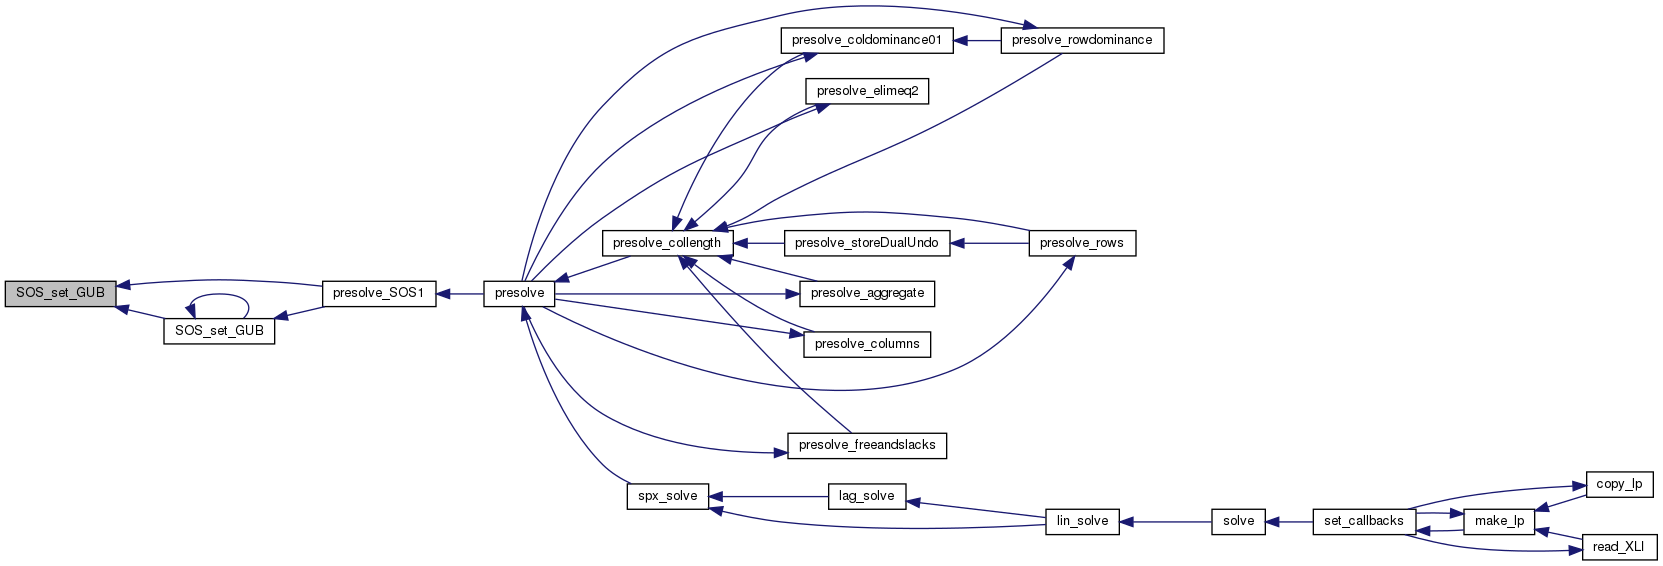 presolve_coldominance01
presolve_rowdominance
presolve_elimeq2
presolve_collength
presolve_storeDualUndo
presolve_rows
SOS_set_GUB
presolve_SOS1
presolve
presolve_aggregate
SOS_set_GUB
presolve_columns
presolve_freeandslacks
copy_lp
spx_solve
lag_solve
lin_solve
solve
set_callbacks
make_lp
read_XLI